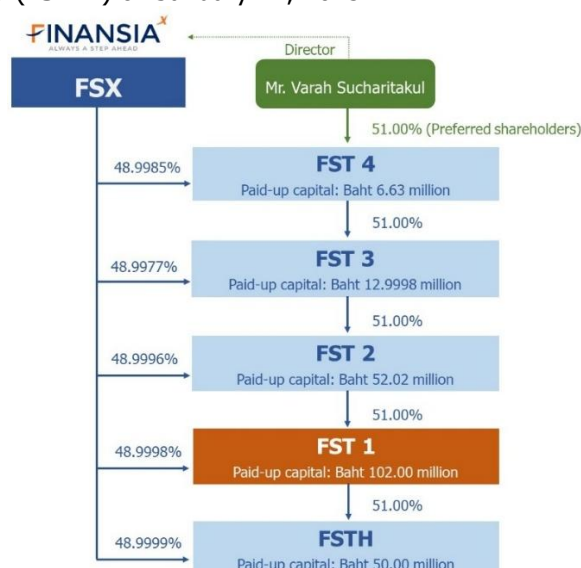 FINANSIA X
ALWAYS A STEP AHEAD
Director
FSX
Mr. Varah Sucharitakul
51.00% (Preferred shareholders)
48.9985%
FST 4
Paid-up capital: Baht 6.63 million
51.00%
48.9977%
FST 3
Paid-up capital: Baht 12.9998 million
51.00%
48.9996%
FST 2
Paid-up capital: Baht 52.02 million
51.00%
48.9998%
FST 1
Paid-up capital: Baht 102.00 million
51.00%
48.9999%
FSTH
Paid-up capital: Baht 50.00 million